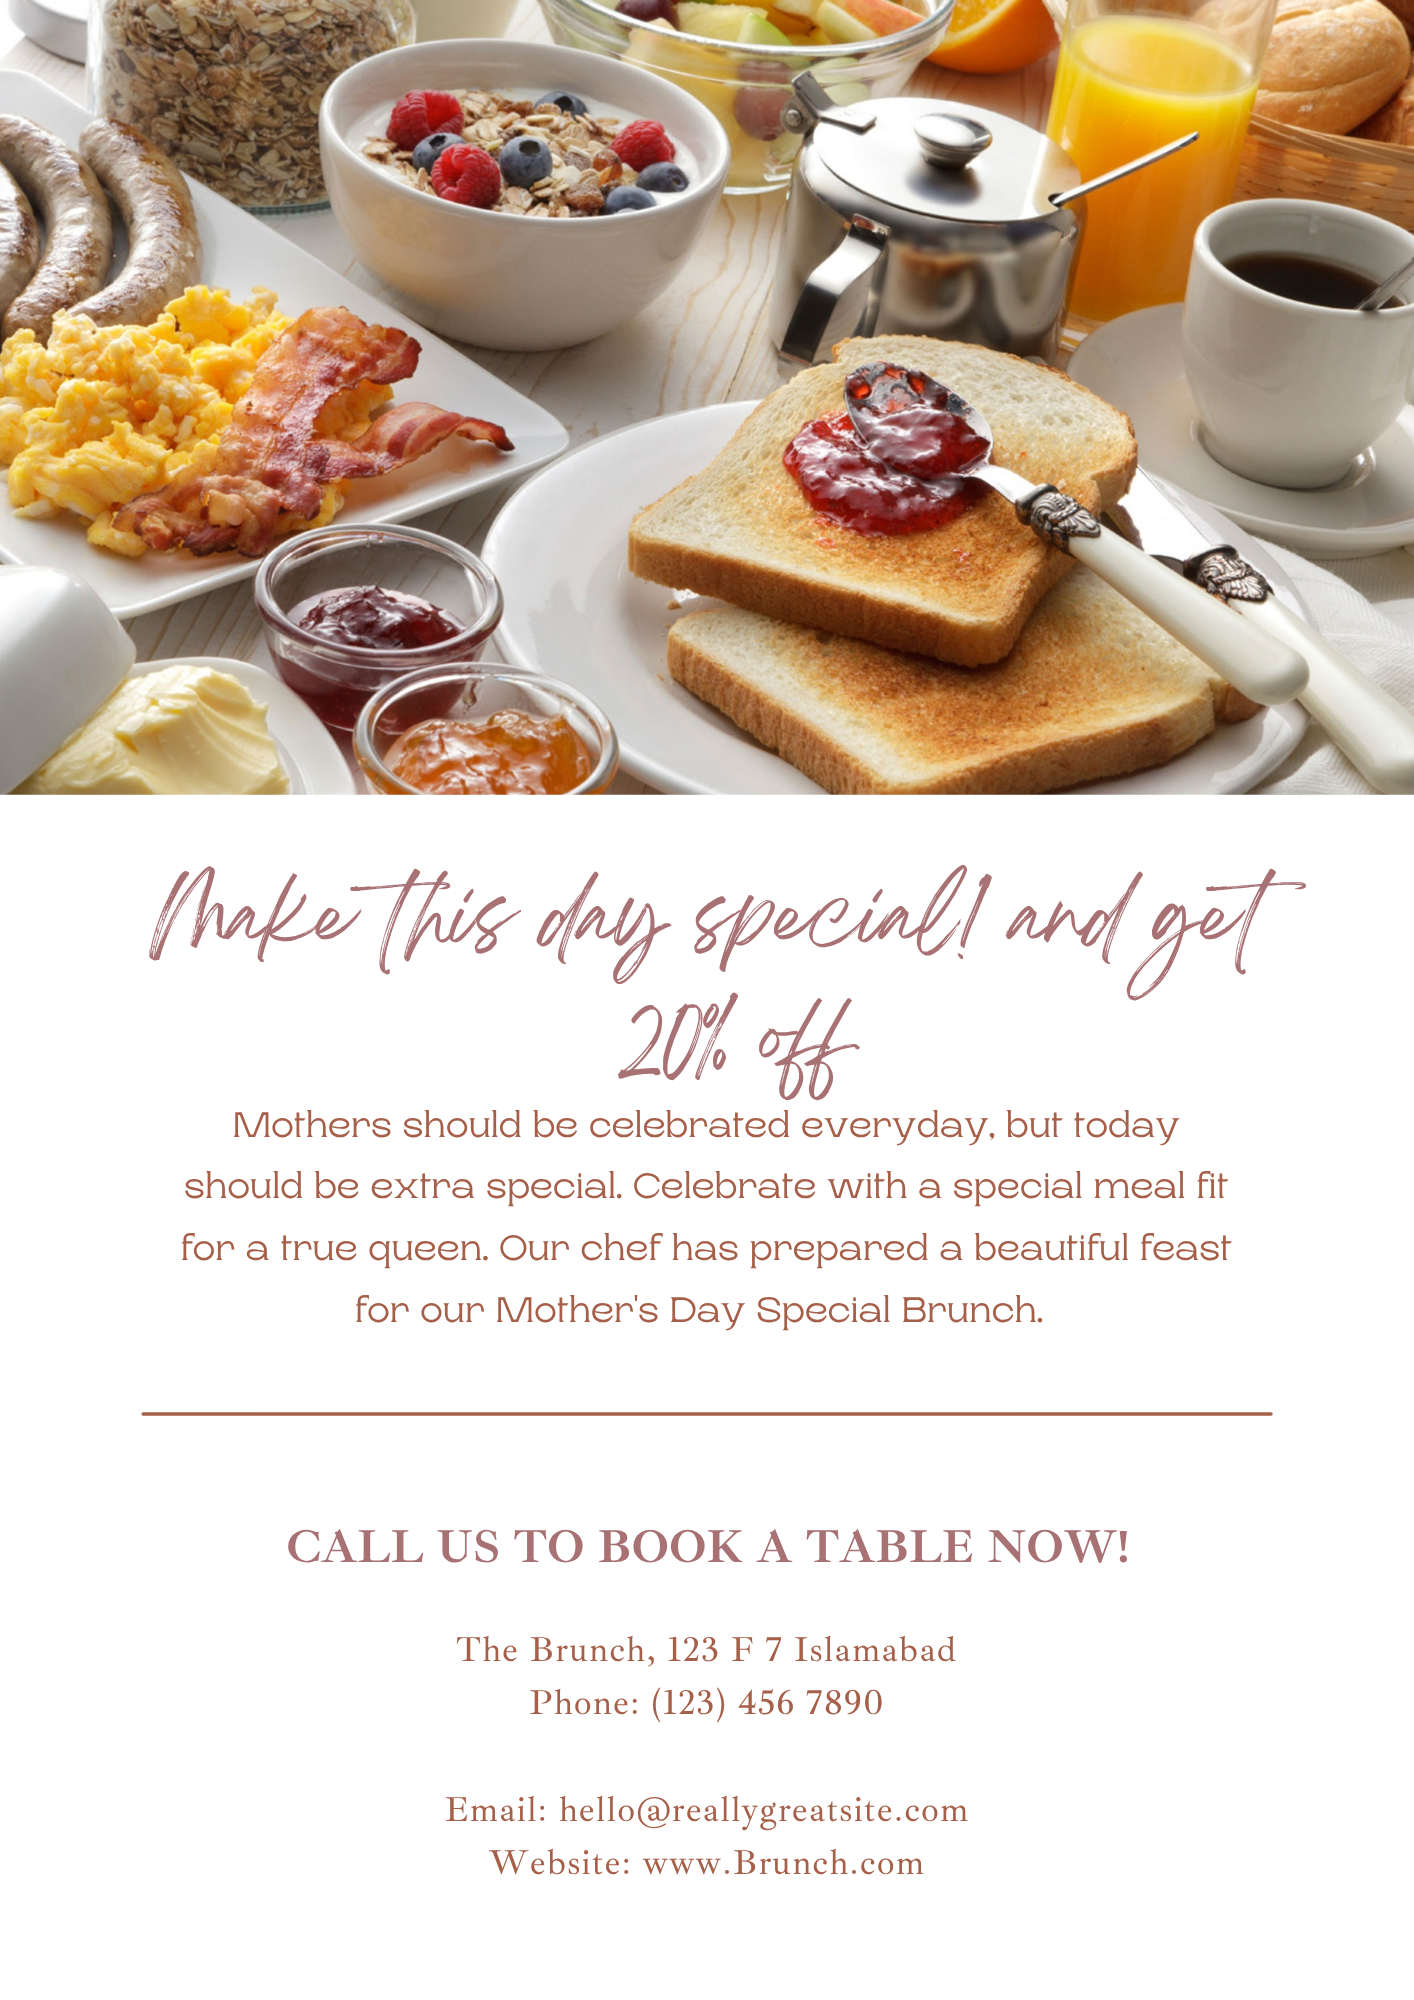 Make this day special! and get
20% off
Mothers should be celebrated everyday, but today
should be extra special. Celebrate with a special meal fit
for a true queen. Our chef has prepared a beautiful feast
for our Mother's Day Special Brunch.
CALL US TO BOOK A TABLE NOW!
The Brunch, 123 F 7 Islamabad
Phone: (123) 456 7890
Email: hello@reallygreatsite.com
Website: www.Brunch.com